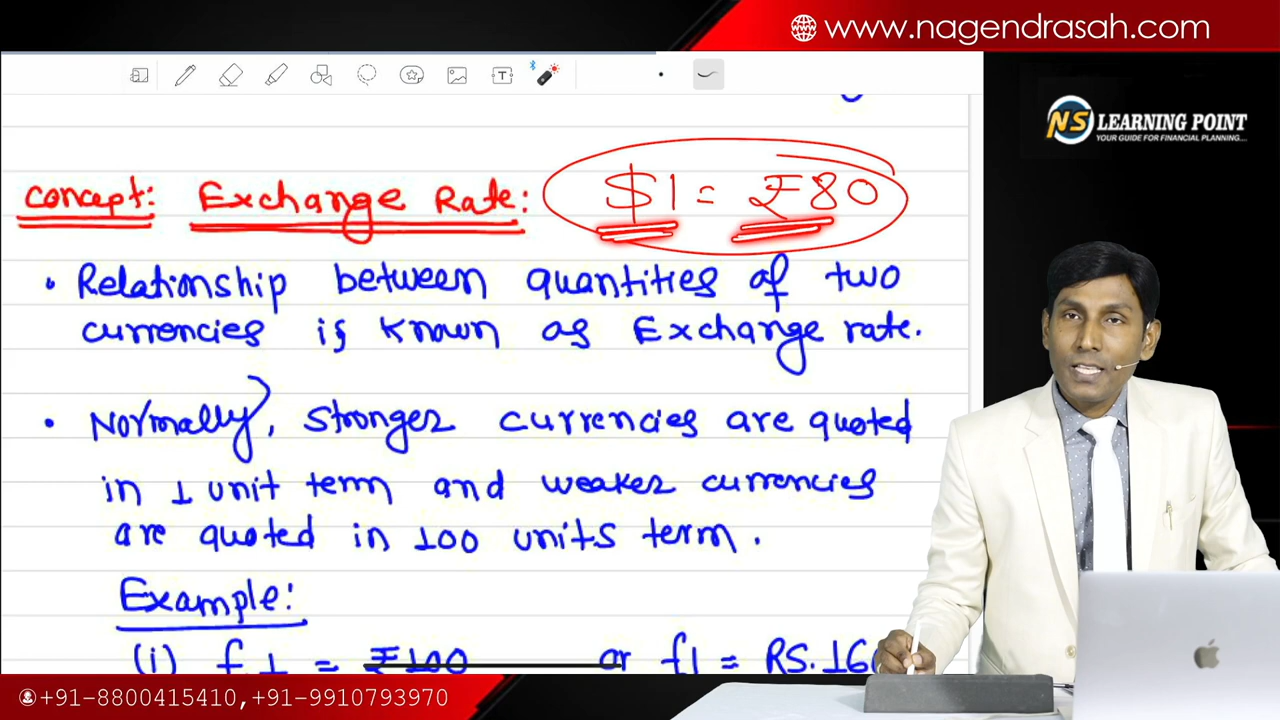 www.nagendrasah.com
NS LEARNING POINT
YOUR GUIDE FOR FINANCIAL PLANNING....
Concept: Exchange Rate: $1 = ₹80
• Relationship between quantities of two
currencies is known as Exchange rate.
• Normally, stronger currencies are quoted
in 1 unit term and weaker currencies
are quoted in 100 units term.
Example:
(i) £1 = ₹100 or £1 = RS. 160
+91-8800415410,+91-9910793970